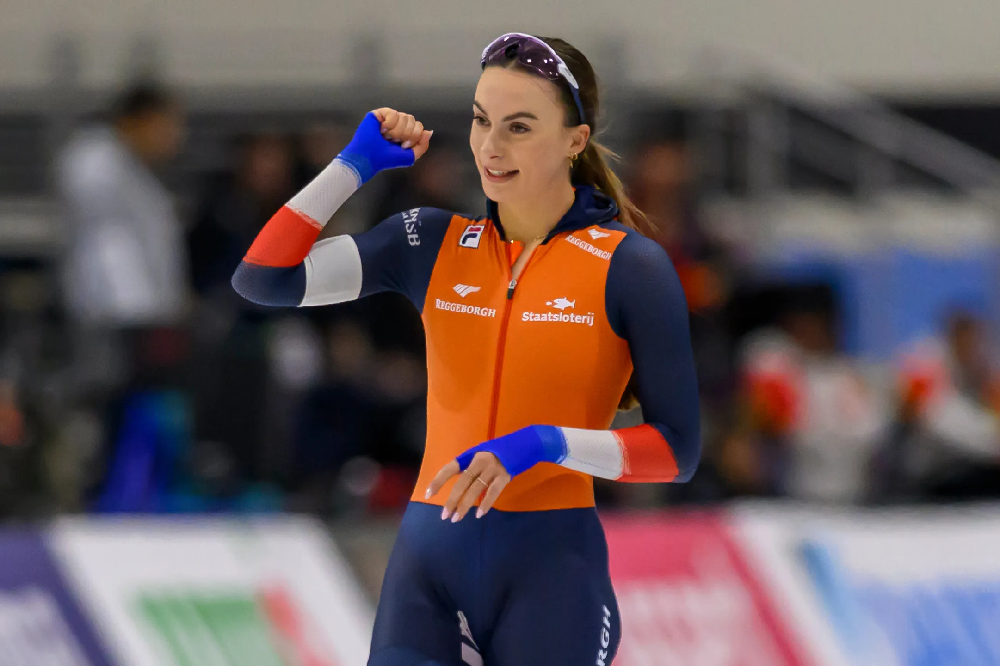 KNSB
REGGEBORGH
REGGEBORGH
Staatsloterij
RGH